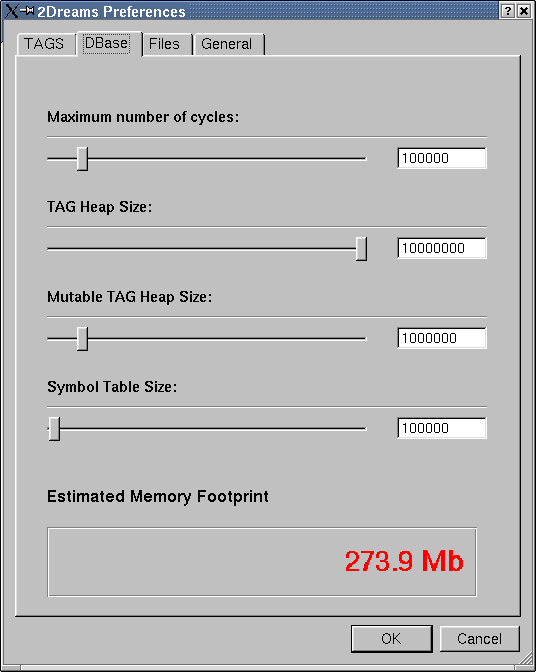 2Dreams Preferences
TAGS DBase Files General
Maximum number of cycles:
100000
TAG Heap Size:
10000000
Mutable TAG Heap Size:
1000000
Symbol Table Size:
100000
Estimated Memory Footprint
273.9 Mb
OK Cancel